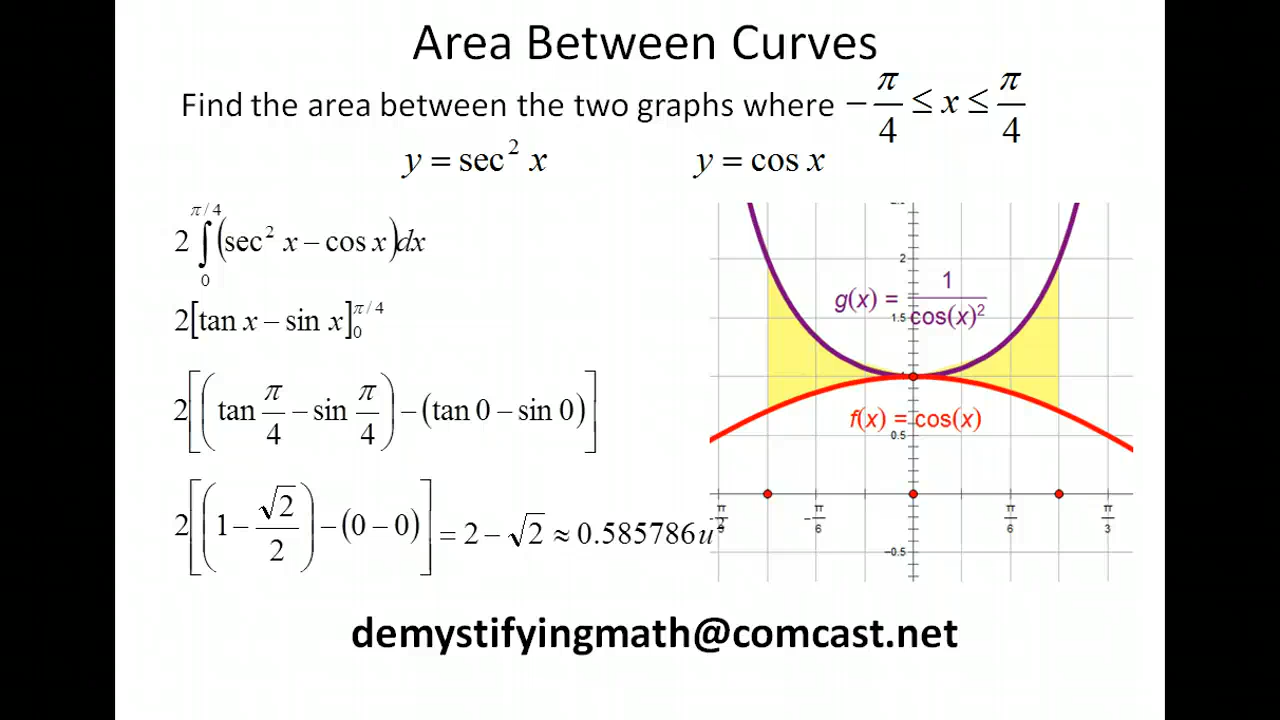 Area Between Curves
Find the area between the two graphs where −π/4 ≤ x ≤ π/4
y = sec² x
y = cos x
2∫₀^{π/4}(sec² x − cos x)dx
2[tan x − sin x]₀^{π/4}
2[(tan π/4 − sin π/4) − (tan 0 − sin 0)]
2[(1 − √2/2) − (0 − 0)] = 2 − √2 ≈ 0.585786u²
2
g(x) = 1/cos(x)²
1.5
1
f(x) = cos(x)
0.5
−π/6
π/6
π/3
−0.5
demystifyingmath@comcast.net